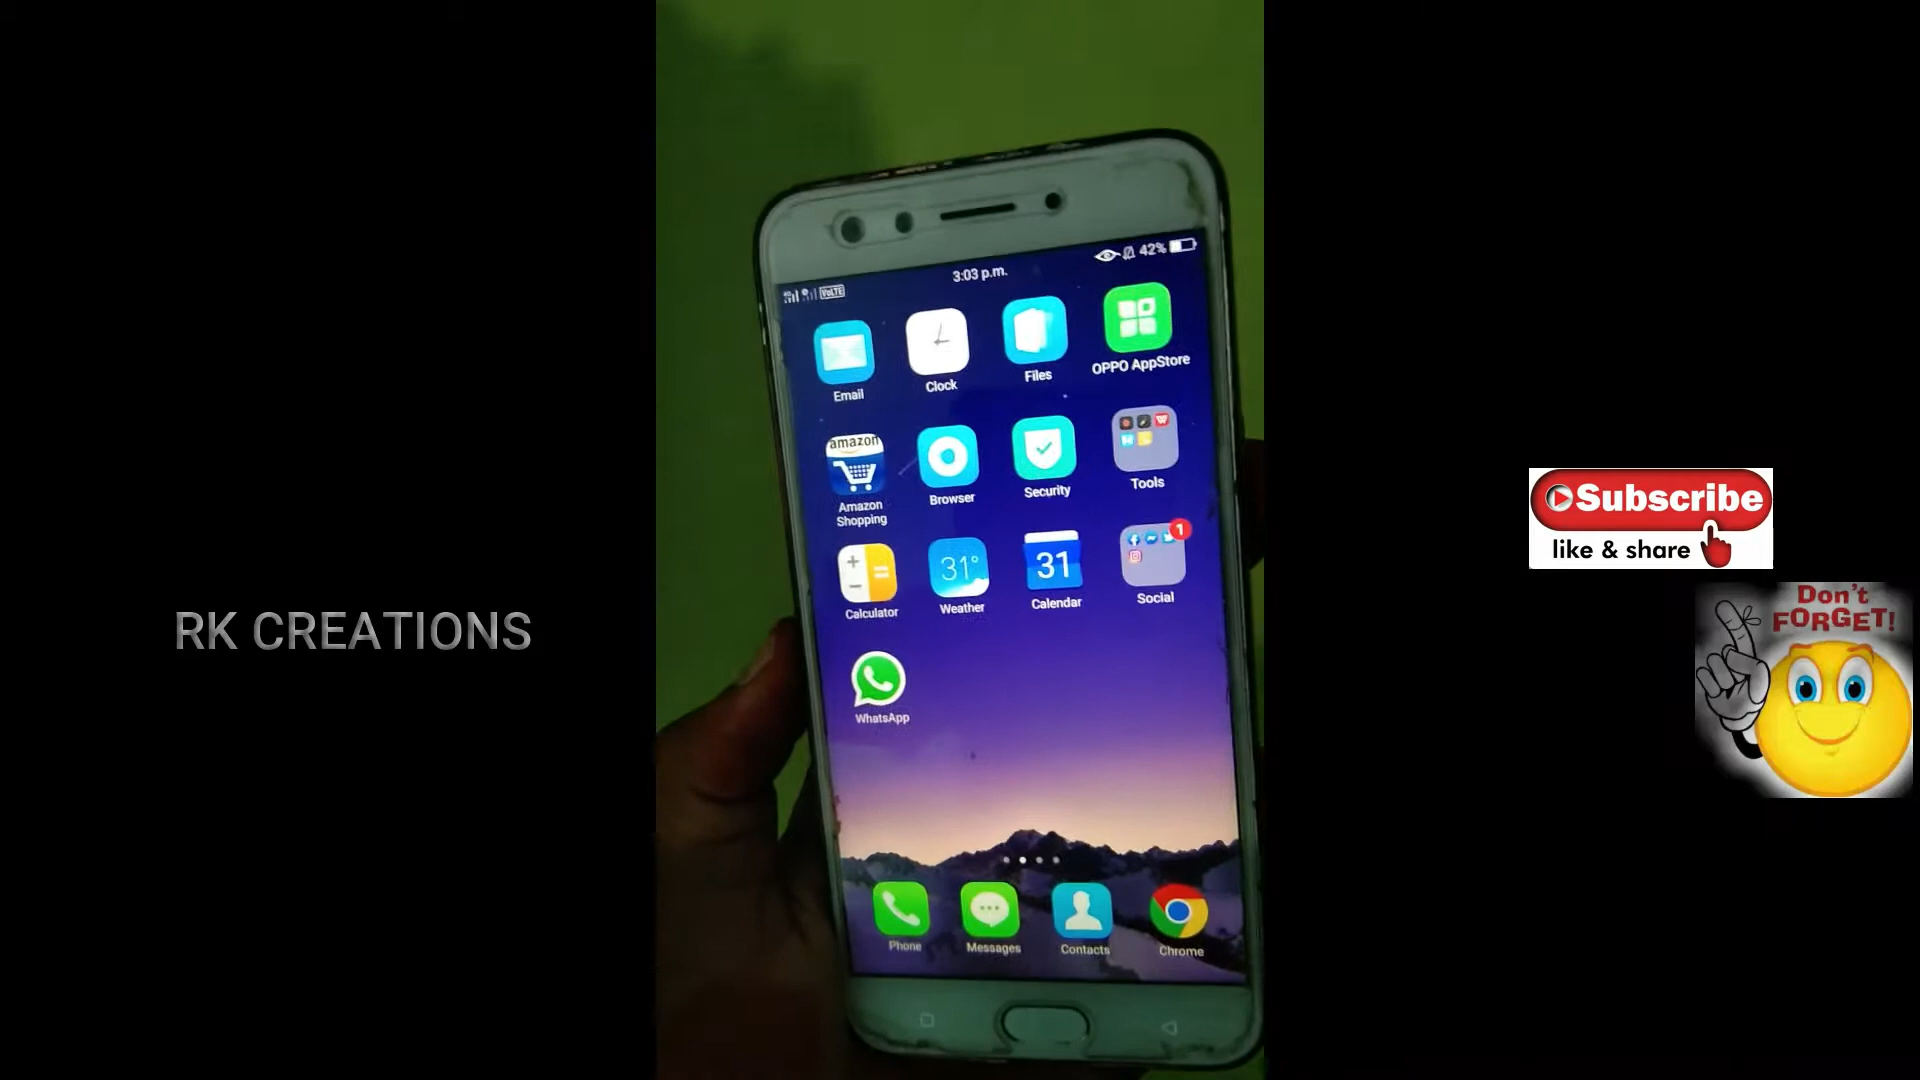 3:03 p.m.
42%
VoLTE
Email
Clock
Files
OPPO AppStore
amazon
Amazon
Shopping
Browser
Security
Tools
Calculator
31°
Weather
31
Calendar
1
Social
WhatsApp
Phone
Messages
Contacts
Chrome
RK CREATIONS
Subscribe
like & share
Don't
FORGET!